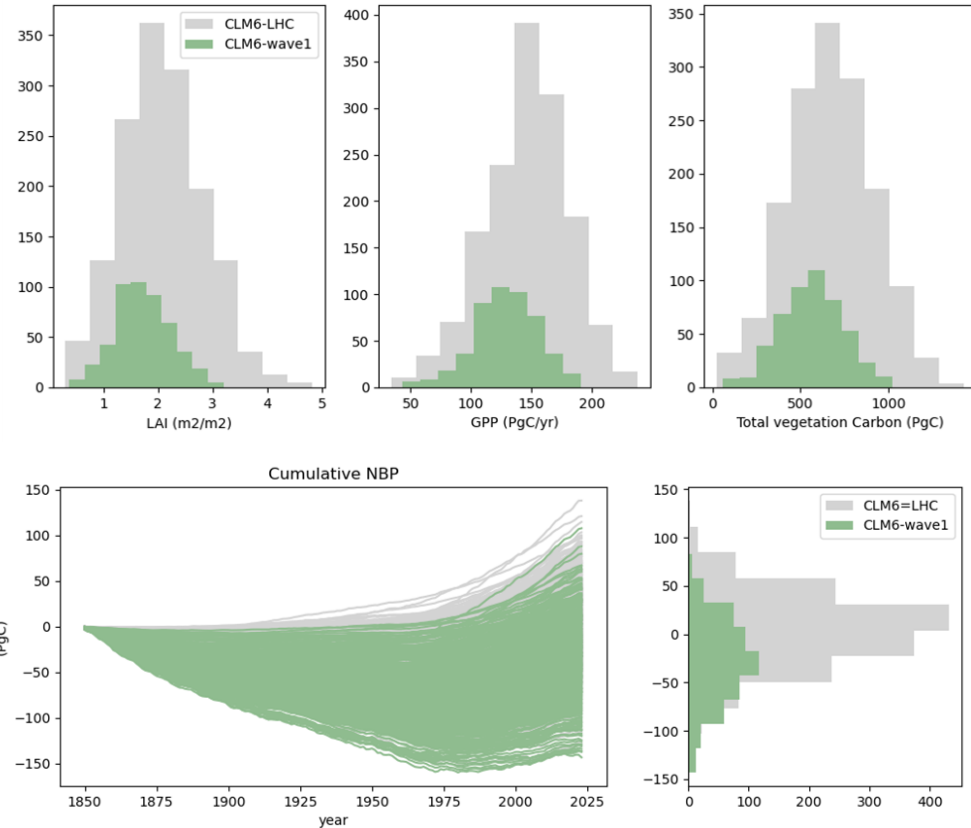 CLM6-LHC
CLM6-wave1
350
300
250
200
150
100
50
0
1 2 3 4 5
LAI (m2/m2)
400
350
300
250
200
150
100
50
0
50 100 150 200
GPP (PgC/yr)
350
300
250
200
150
100
50
0
0 500 1000
Total vegetation Carbon (PgC)
Cumulative NBP
150
100
50
0
−50
−100
−150
1850 1875 1900 1925 1950 1975 2000 2025
year
(PgC)
CLM6=LHC
CLM6-wave1
150
100
50
0
−50
−100
−150
0 100 200 300 400